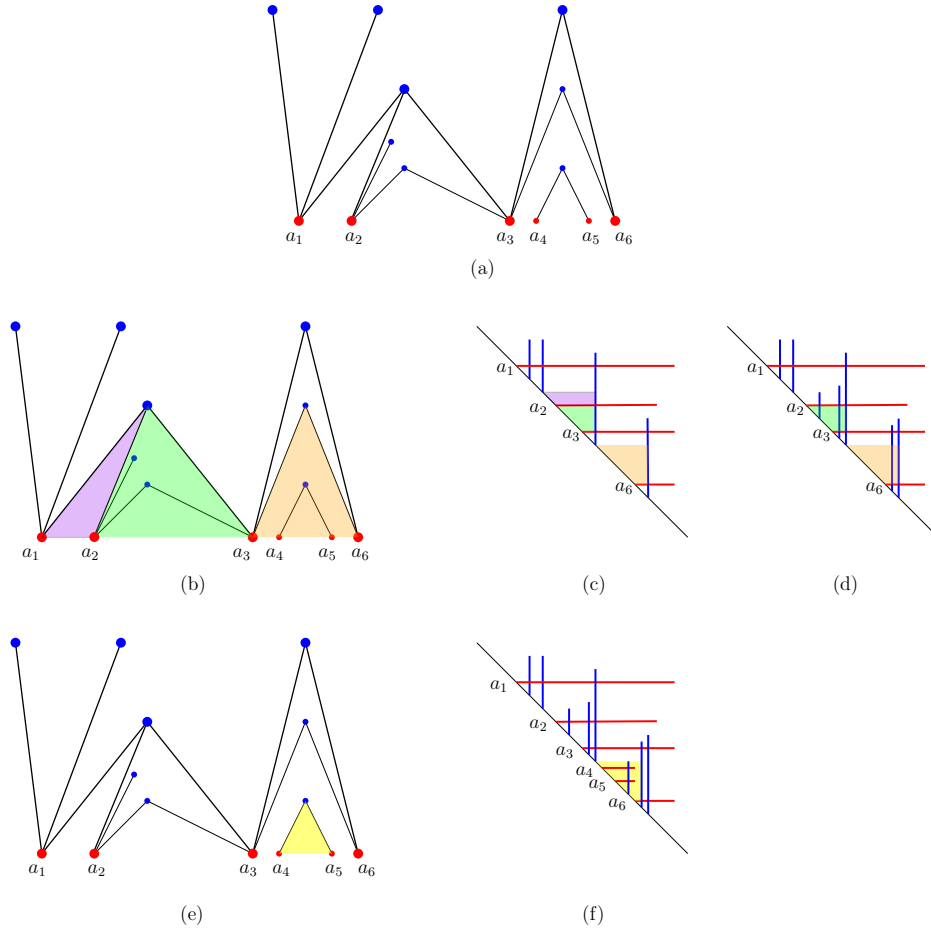 a₁ a₂ a₃ a₄ a₅ a₆
(a)
a₁ a₂ a₃ a₄ a₅ a₆
(b)
a₁
a₂
a₃
a₆
(c)
a₁
a₂
a₃
a₆
(d)
a₁ a₂ a₃ a₄ a₅ a₆
(e)
a₁
a₂
a₃
a₄
a₅
a₆
(f)